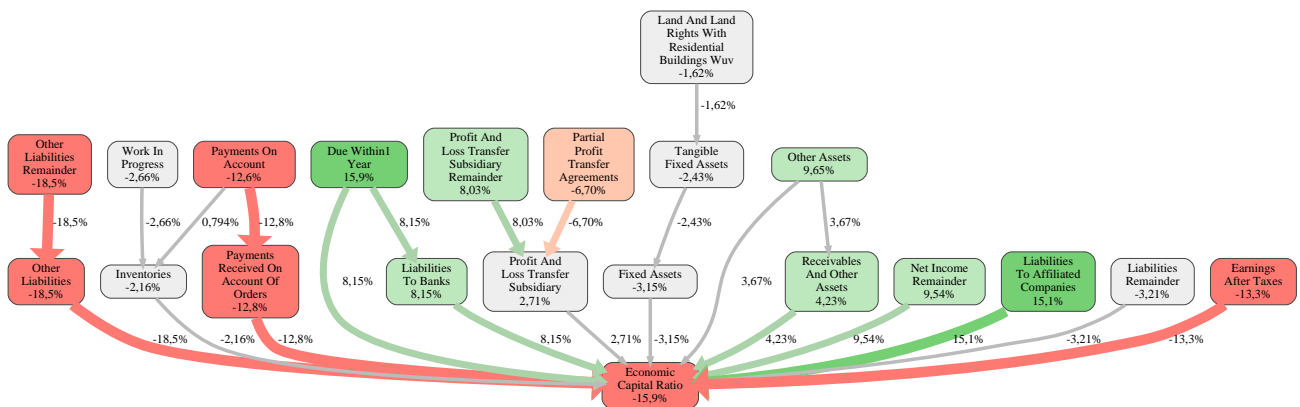 Land And Land
Rights With
Residential
Buildings Wuv
-1,62%
-1,62%
Other
Liabilities
Remainder
-18,5%
Work In
Progress
-2,66%
Payments On
Account
-12,6%
Due Within1
Year
15,9%
Profit And
Loss Transfer
Subsidiary
Remainder
8,03%
Partial
Profit
Transfer
Agreements
-6,70%
Tangible
Fixed Assets
-2,43%
Other Assets
9,65%
-18,5%
-2,66%
0,794%
-12,8%
8,15%
8,03%
-6,70%
-2,43%
3,67%
Other
Liabilities
-18,5%
Inventories
-2,16%
Payments
Received On
Account Of
Orders
-12,8%
8,15%
Liabilities
To Banks
8,15%
Profit And
Loss Transfer
Subsidiary
2,71%
Fixed Assets
-3,15%
3,67%
Receivables
And Other
Assets
4,23%
Net Income
Remainder
9,54%
Liabilities
To Affiliated
Companies
15,1%
Liabilities
Remainder
-3,21%
Earnings
After Taxes
-13,3%
-18,5%
-2,16%
-12,8%
8,15%
2,71%
-3,15%
4,23%
9,54%
15,1%
-3,21%
-13,3%
Economic
Capital Ratio
-15,9%